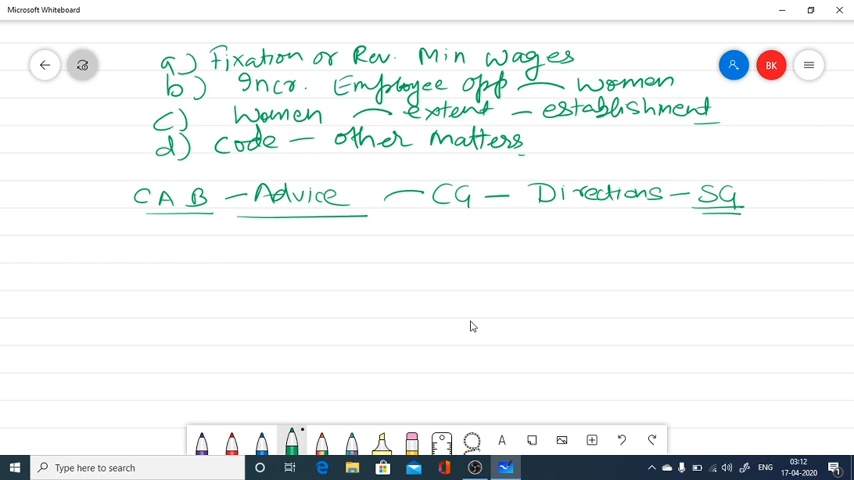 Microsoft Whiteboard
a) Fixation or Rev. Min wages
b) Incr. Employee opp — women
BK
c) women — extent — establishment
d) Code — other Matters
CAB — Advice — CG — Directions — SG
A
Type here to search
ENG
03:12
17-04-2020
1